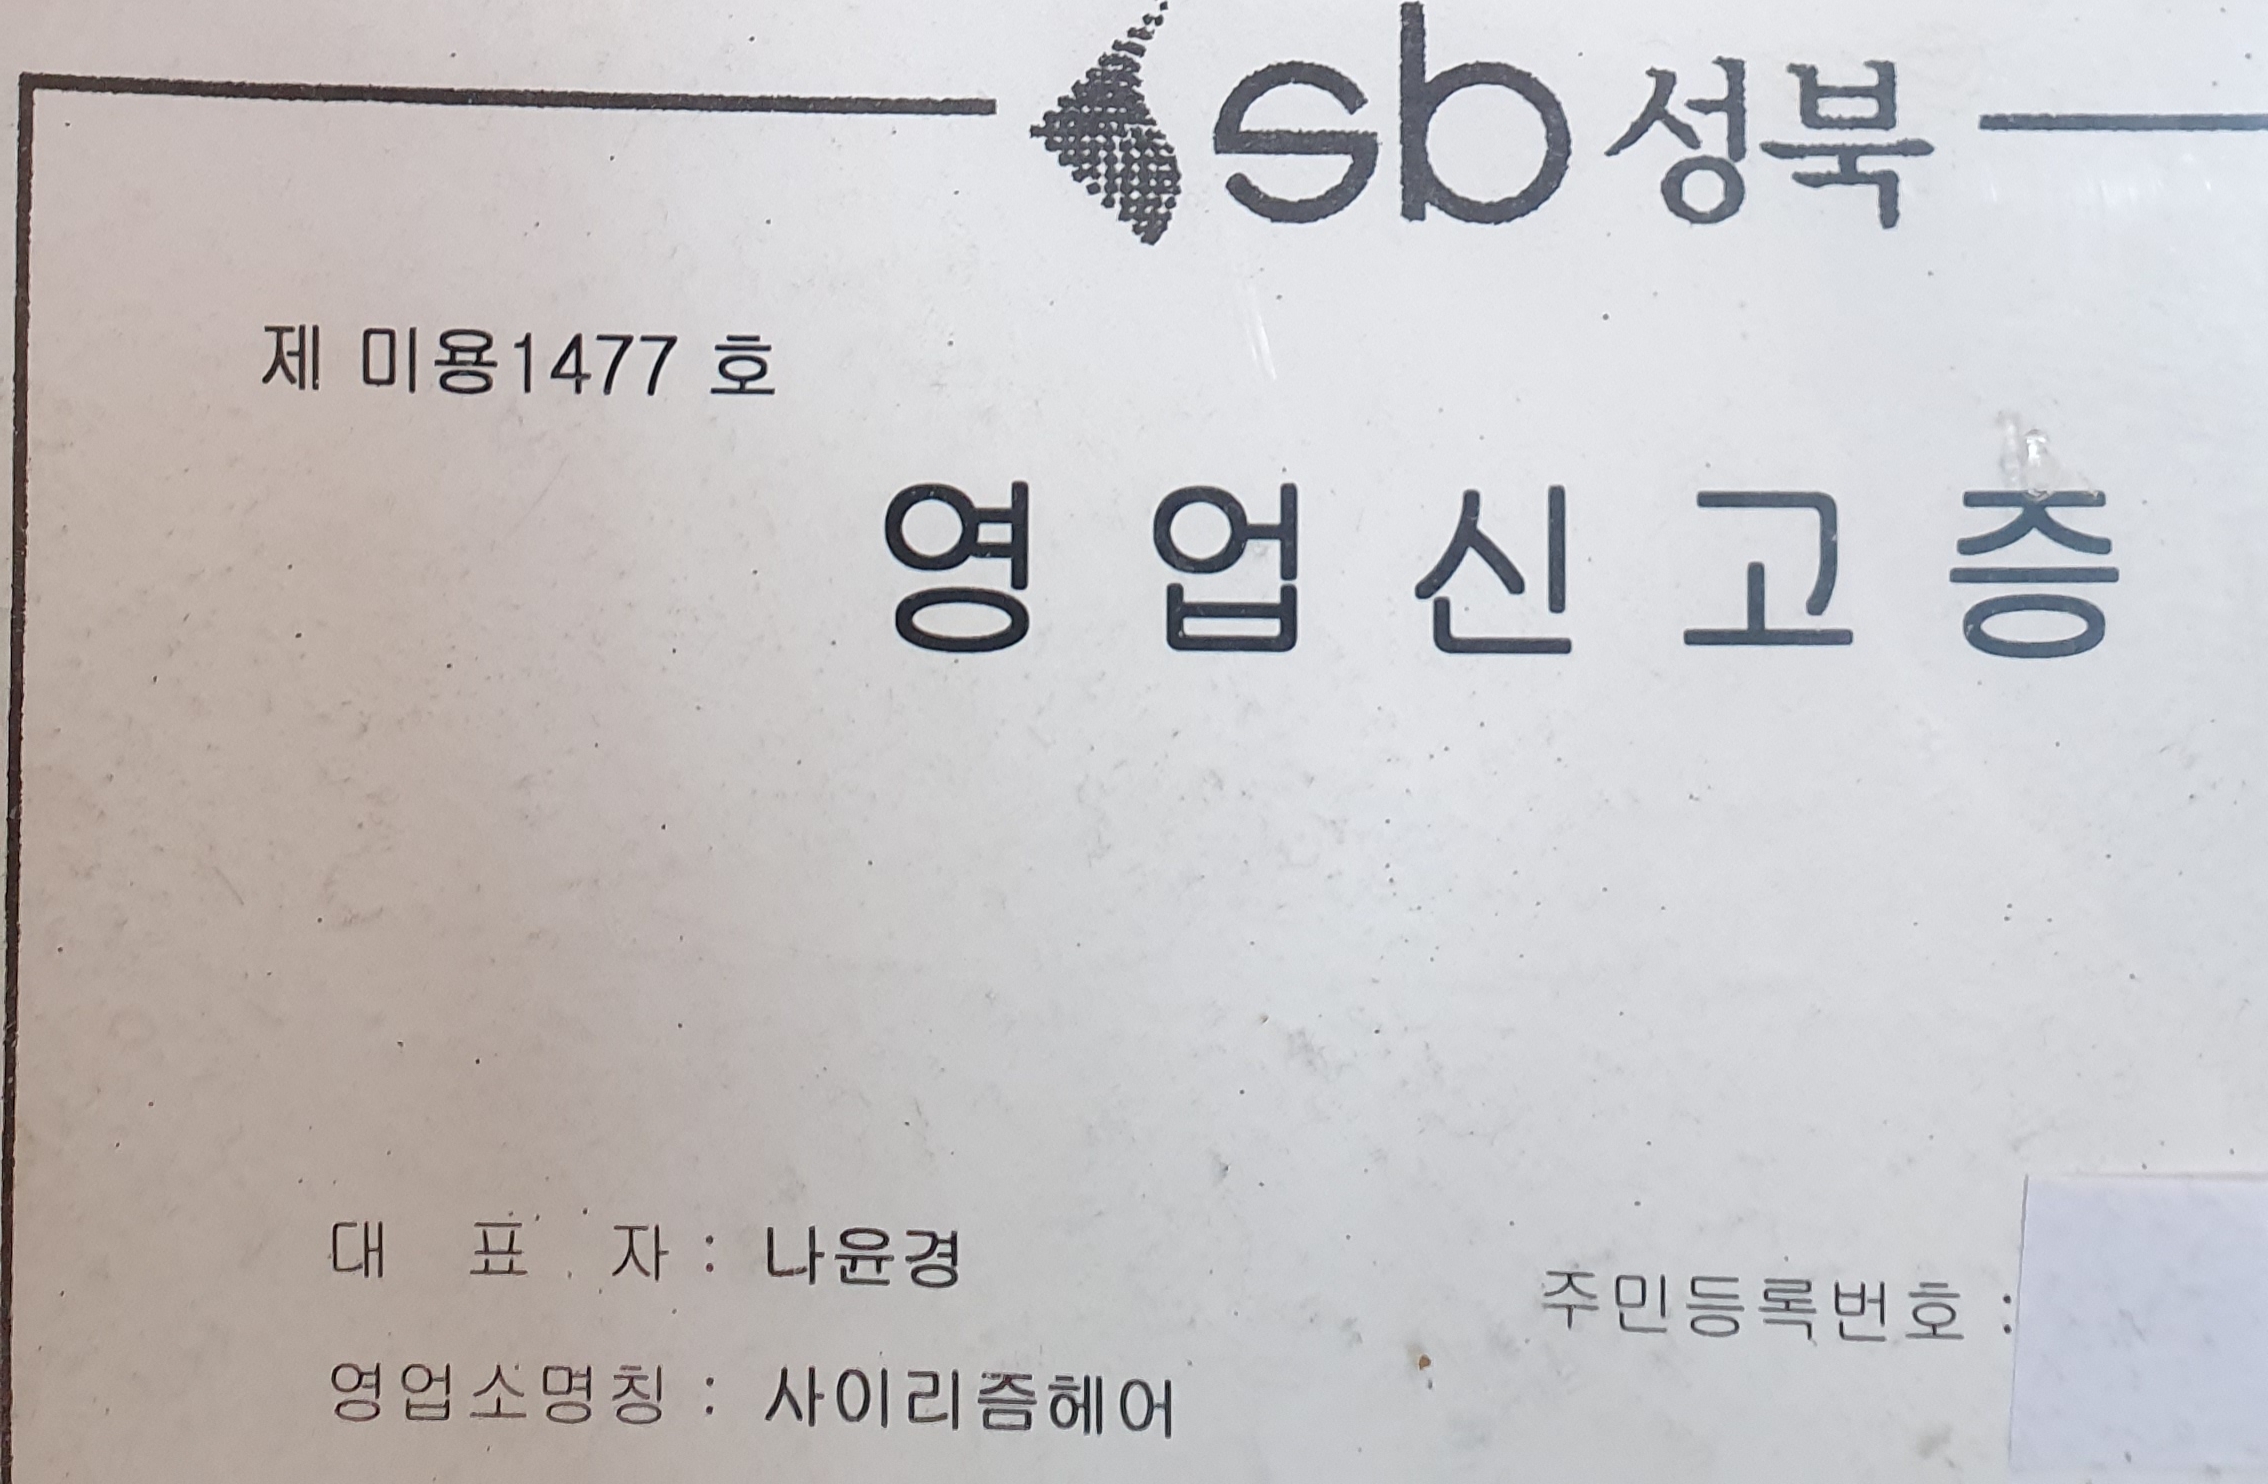 sb 성북
제 미용1477 호
영 업 신 고 증
대 표 자 : 나윤경
주민등록번호 :
영업소명칭 : 사이리즘헤어